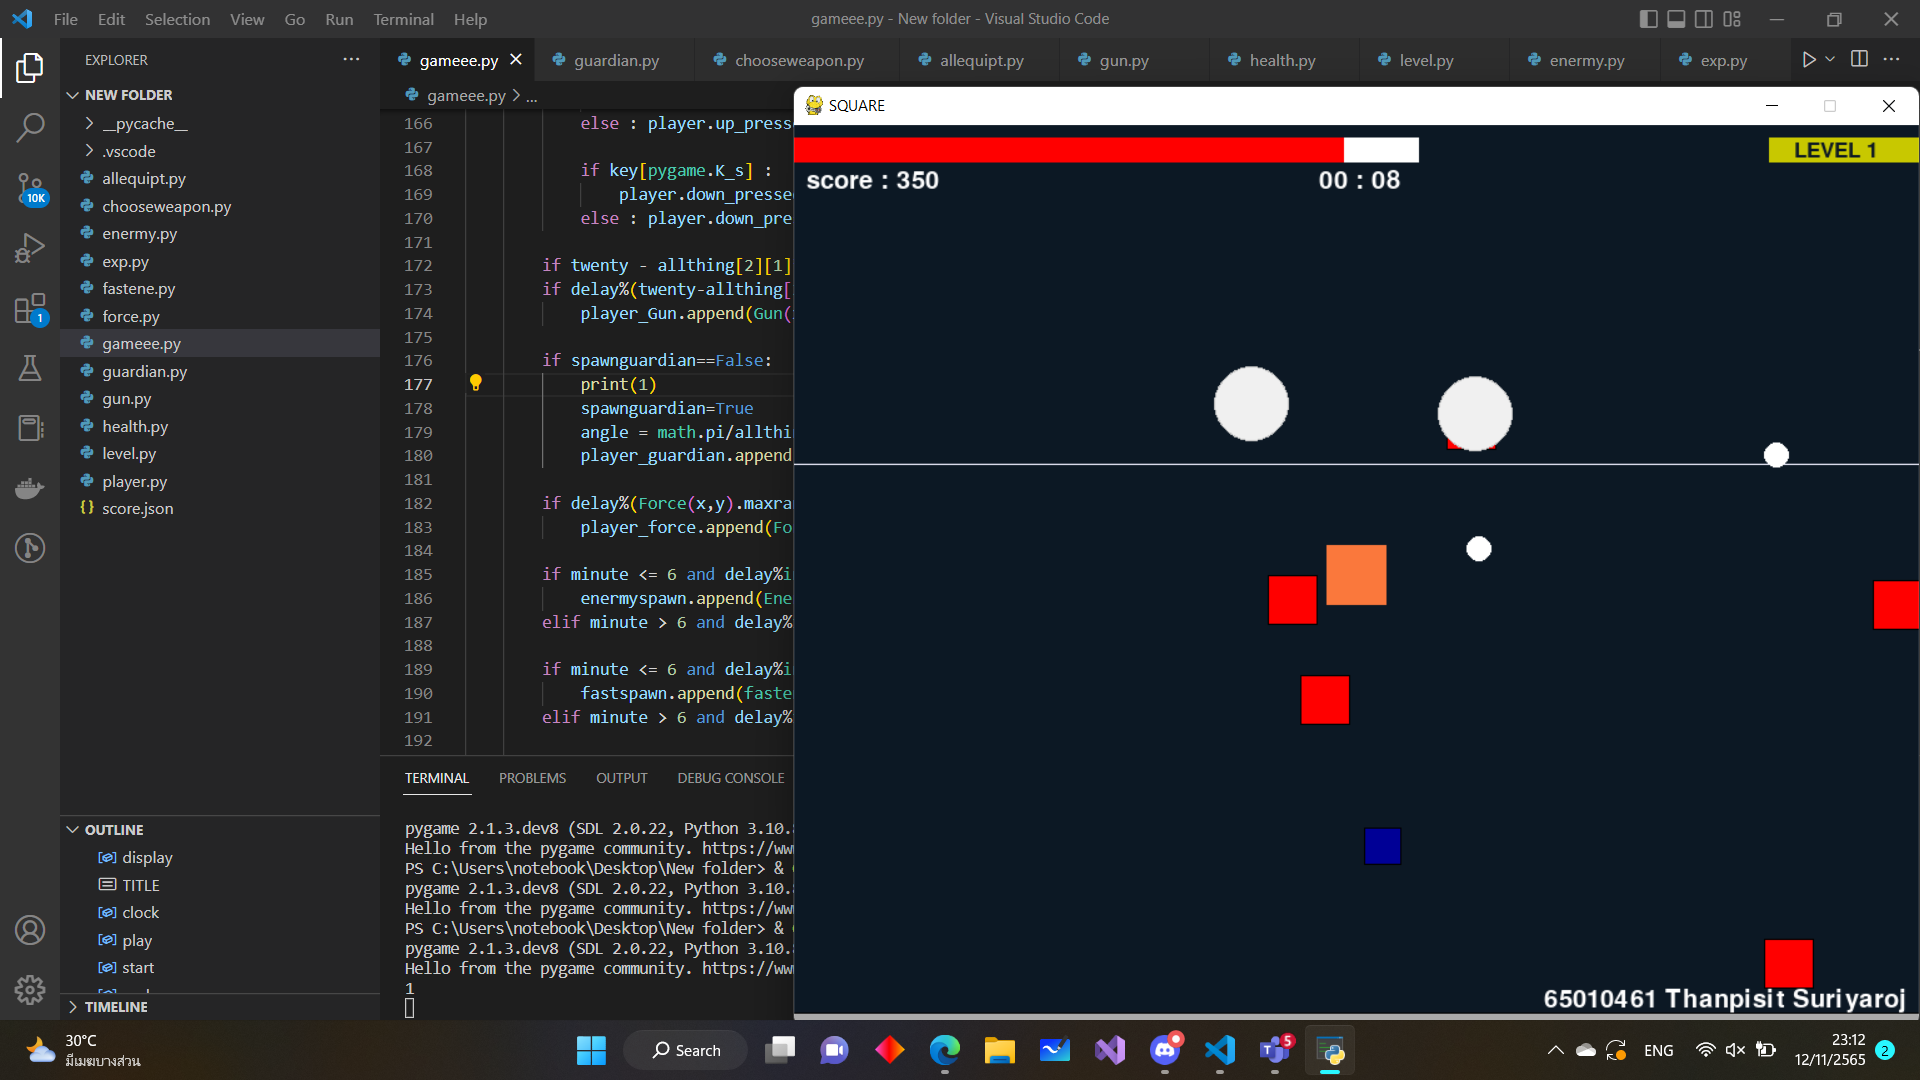 File Edit Selection View Go Run Terminal Help
gameee.py - New folder - Visual Studio Code
EXPLORER
gameee.py
guardian.py
chooseweapon.py
allequipt.py
gun.py
health.py
level.py
enermy.py
exp.py
NEW FOLDER
__pycache__
.vscode
allequipt.py
chooseweapon.py
enermy.py
exp.py
fastene.py
force.py
gameee.py
guardian.py
gun.py
health.py
level.py
player.py
score.json
10K
1
OUTLINE
display
TITLE
clock
play
start
TIMELINE
gameee.py > ...
166 else : player.up_press
167
168 if key[pygame.K_s] :
169 player.down_presse
170 else : player.down_pre
171
172 if twenty - allthing[2][1]
173 if delay%(twenty-allthing[
174 player_Gun.append(Gun(
175
176 if spawnguardian==False:
177 print(1)
178 spawnguardian=True
179 angle = math.pi/allthi
180 player_guardian.append
181
182 if delay%(Force(x,y).maxra
183 player_force.append(Fo
184
185 if minute <= 6 and delay%i
186 enermyspawn.append(Ene
187 elif minute > 6 and delay%
188
189 if minute <= 6 and delay%i
190 fastspawn.append(faste
191 elif minute > 6 and delay%
192
TERMINAL PROBLEMS OUTPUT DEBUG CONSOLE
pygame 2.1.3.dev8 (SDL 2.0.22, Python 3.10.
Hello from the pygame community. https://ww
PS C:\Users\notebook\Desktop\New folder> &
pygame 2.1.3.dev8 (SDL 2.0.22, Python 3.10.
Hello from the pygame community. https://ww
PS C:\Users\notebook\Desktop\New folder> &
pygame 2.1.3.dev8 (SDL 2.0.22, Python 3.10.
Hello from the pygame community. https://ww
1
SQUARE
LEVEL 1
score : 350
00 : 08
65010461 Thanpisit Suriyaroj
30°C
มีเมฆบางส่วน
Search
5
ENG
23:12
12/11/2565
2